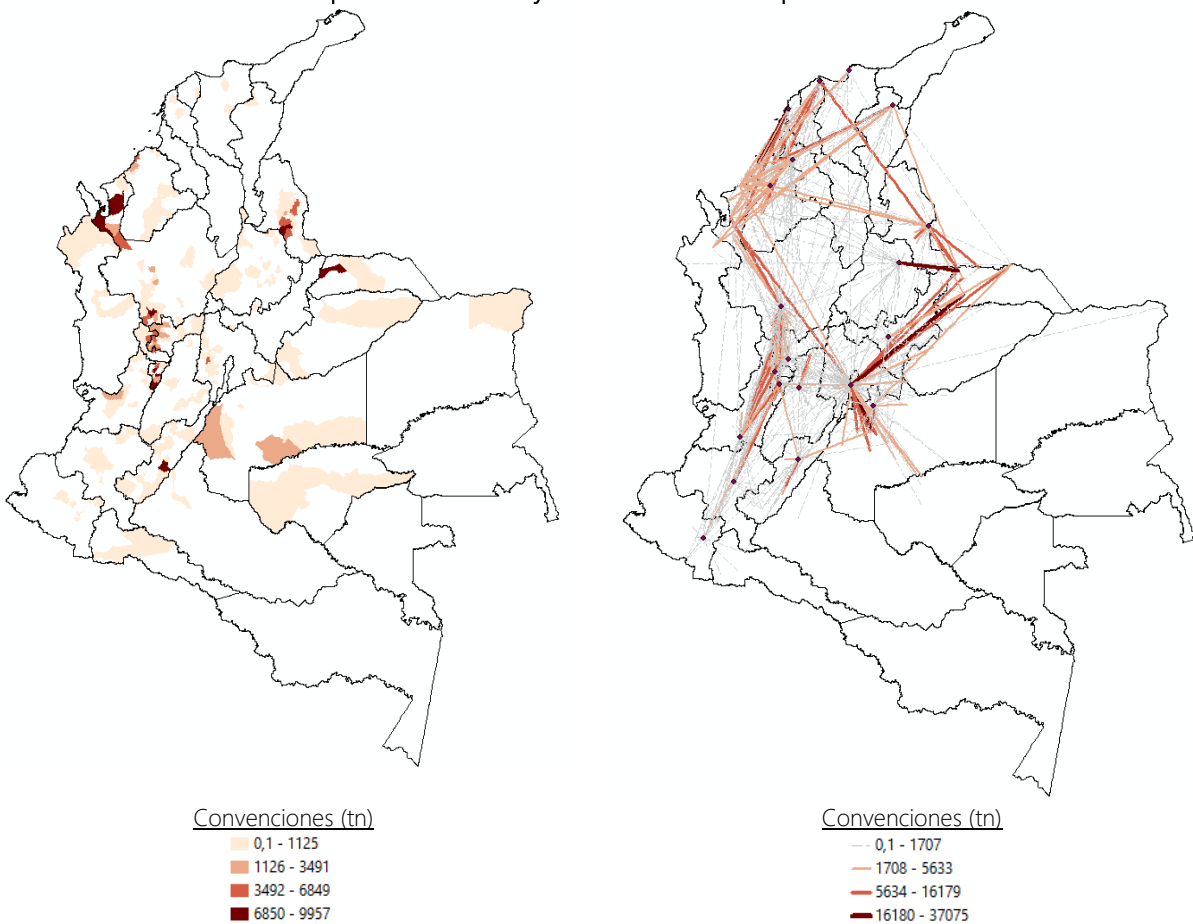 Convenciones (tn)
0,1 - 1125
1126 - 3491
3492 - 6849
6850 - 9957
Convenciones (tn)
0,1 - 1707
1708 - 5633
5634 - 16179
16180 - 37075